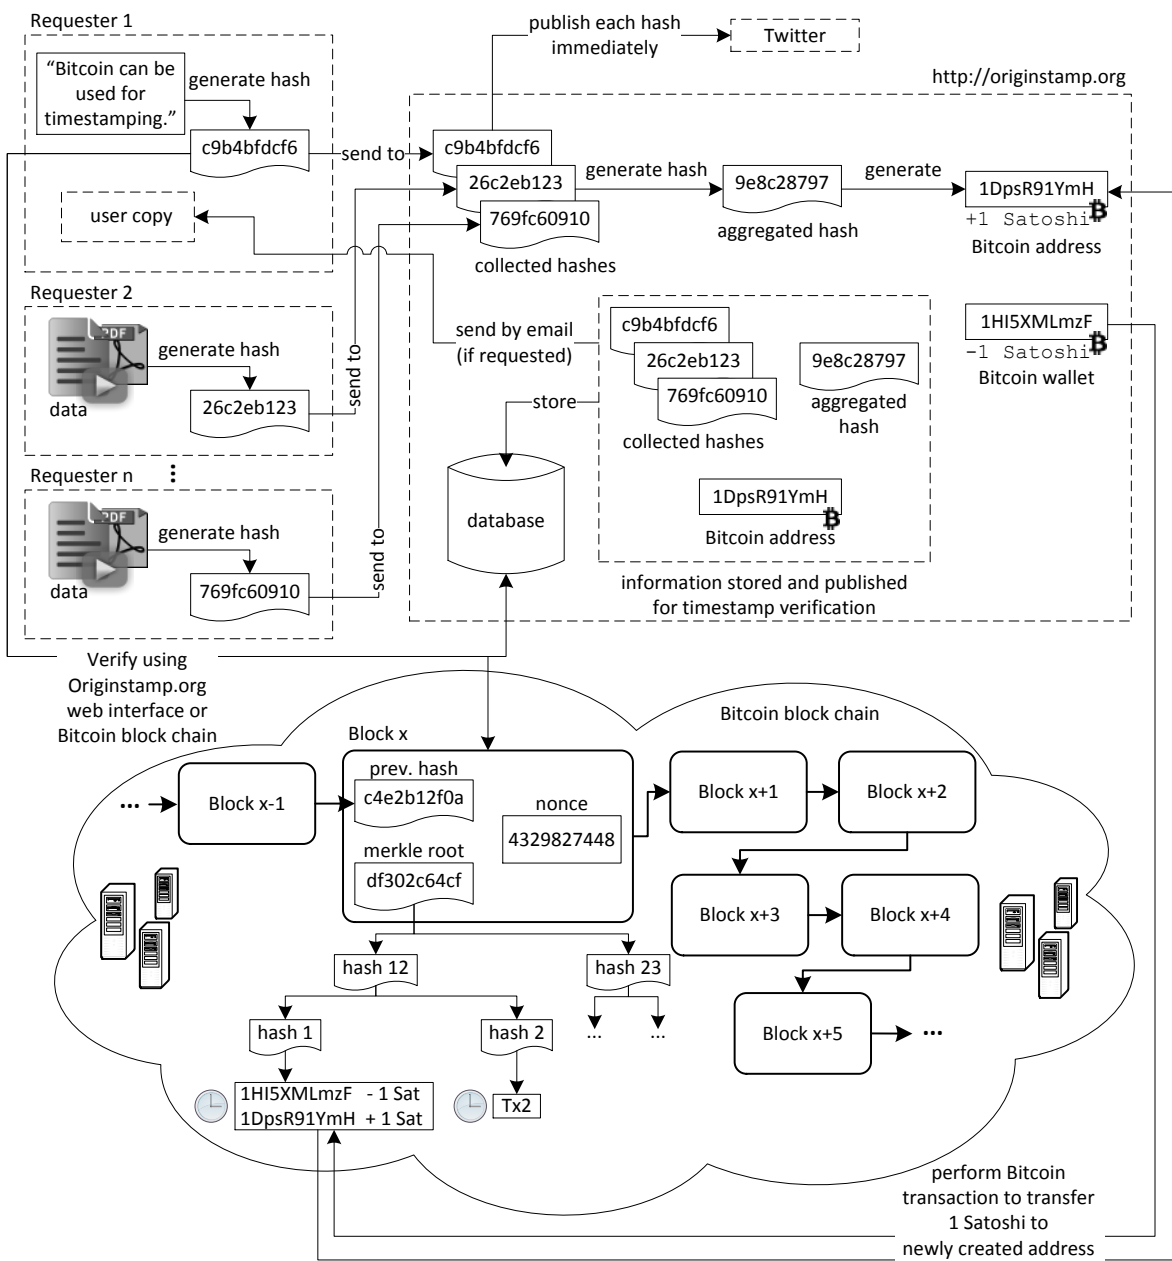 Requester 1
"Bitcoin can be
used for
timestamping."
generate hash
c9b4bfdcf6
user copy
send to
publish each hash
immediately
Twitter
http://originstamp.org
c9b4bfdcf6
26c2eb123
769fc60910
collected hashes
generate hash
9e8c28797
aggregated hash
generate
1DpsR91YmH
+1 Satoshi
Bitcoin address
1HI5XMLmzF
-1 Satoshi
Bitcoin wallet
Requester 2
PDF
data
generate hash
26c2eb123
send to
...
Requester n
PDF
data
generate hash
769fc60910
send to
send by email
(if requested)
store
database
c9b4bfdcf6
26c2eb123
769fc60910
collected hashes
9e8c28797
aggregated
hash
1DpsR91YmH
Bitcoin address
information stored and published
for timestamp verification
Verify using
Originstamp.org
web interface or
Bitcoin block chain
Bitcoin block chain
Block x
... 
Block x-1
prev. hash
c4e2b12f0a
nonce
4329827448
merkle root
df302c64cf
Block x+1
Block x+2
Block x+3
Block x+4
Block x+5
...
hash 12
hash 23
hash 1
hash 2
...
...
1HI5XMLmzF - 1 Sat
1DpsR91YmH + 1 Sat
Tx2
perform Bitcoin
transaction to transfer
1 Satoshi to
newly created address